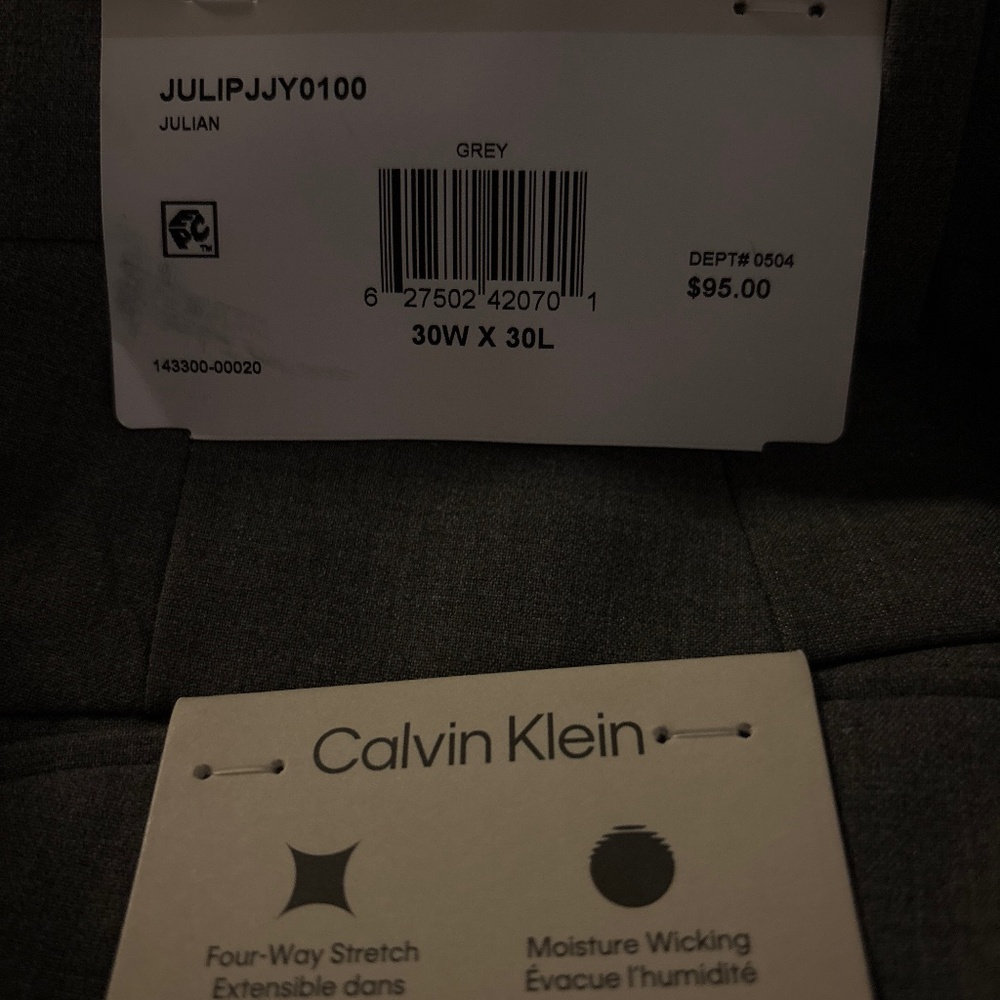 JULIPJJY0100
JULIAN
GREY
EPC™
6 27502 42070 1
DEPT# 0504
$95.00
30W X 30L
143300-00020
Calvin Klein
Four-Way Stretch
Extensible dans
Moisture Wicking
Évacue l'humidité